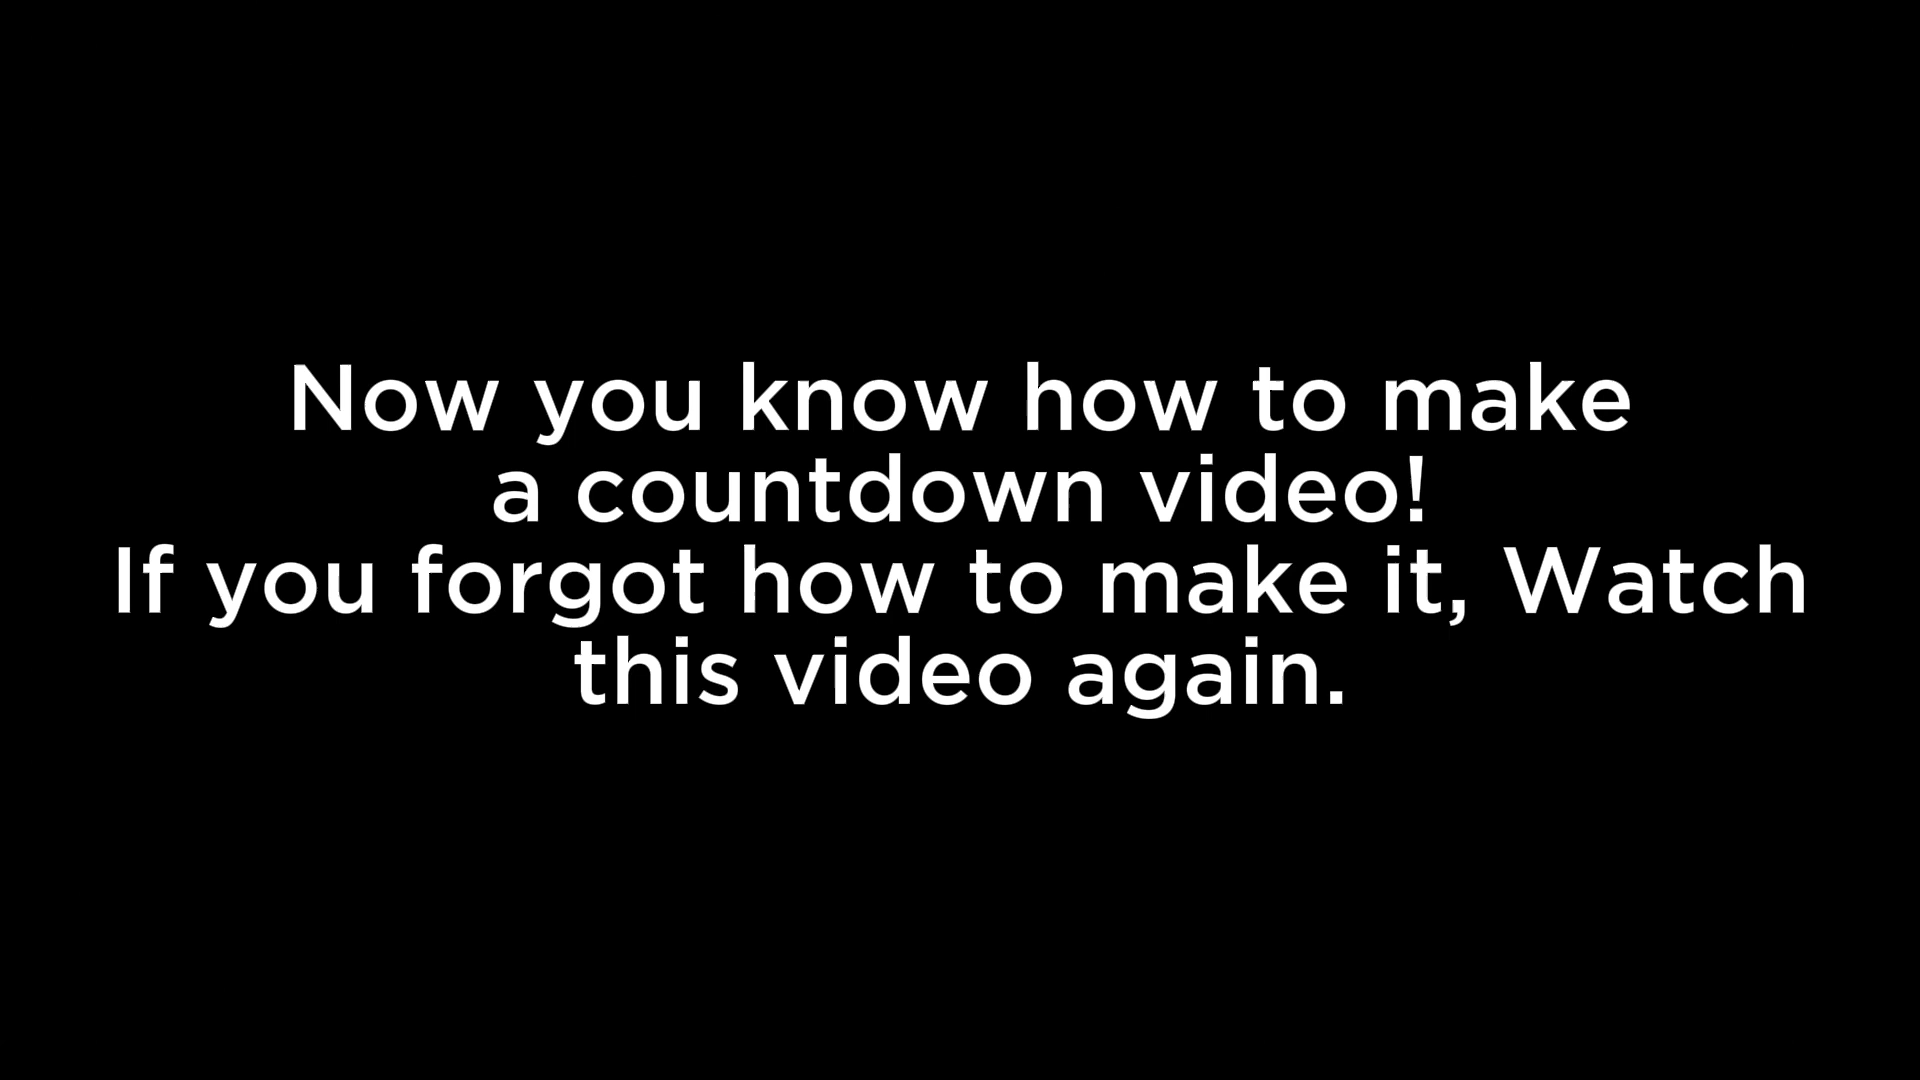 Now you know how to make
a countdown video!
If you forgot how to make it, Watch
this video again.